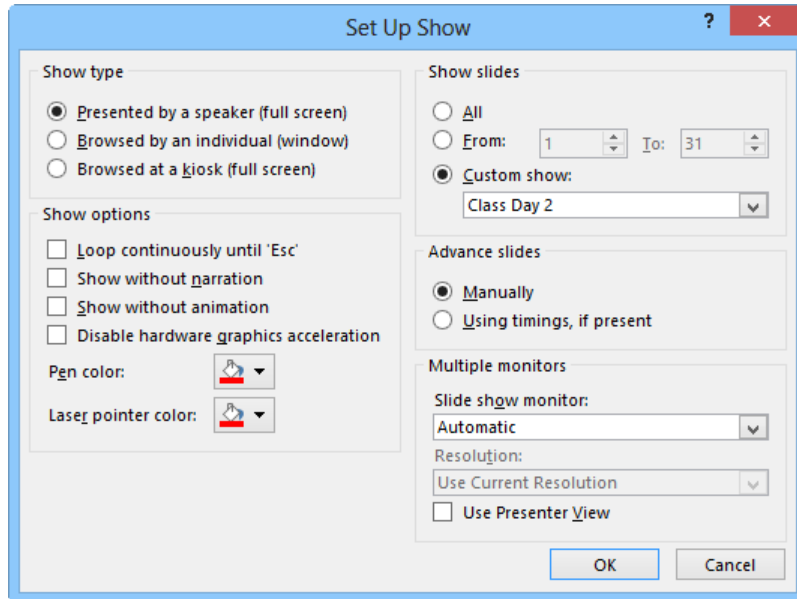 Set Up Show
?
Show type
Presented by a speaker (full screen)
Browsed by an individual (window)
Browsed at a kiosk (full screen)
Show options
Loop continuously until 'Esc'
Show without narration
Show without animation
Disable hardware graphics acceleration
Pen color:
Laser pointer color:
Show slides
All
From: 1 To: 31
Custom show:
Class Day 2
Advance slides
Manually
Using timings, if present
Multiple monitors
Slide show monitor:
Automatic
Resolution:
Use Current Resolution
Use Presenter View
OK Cancel